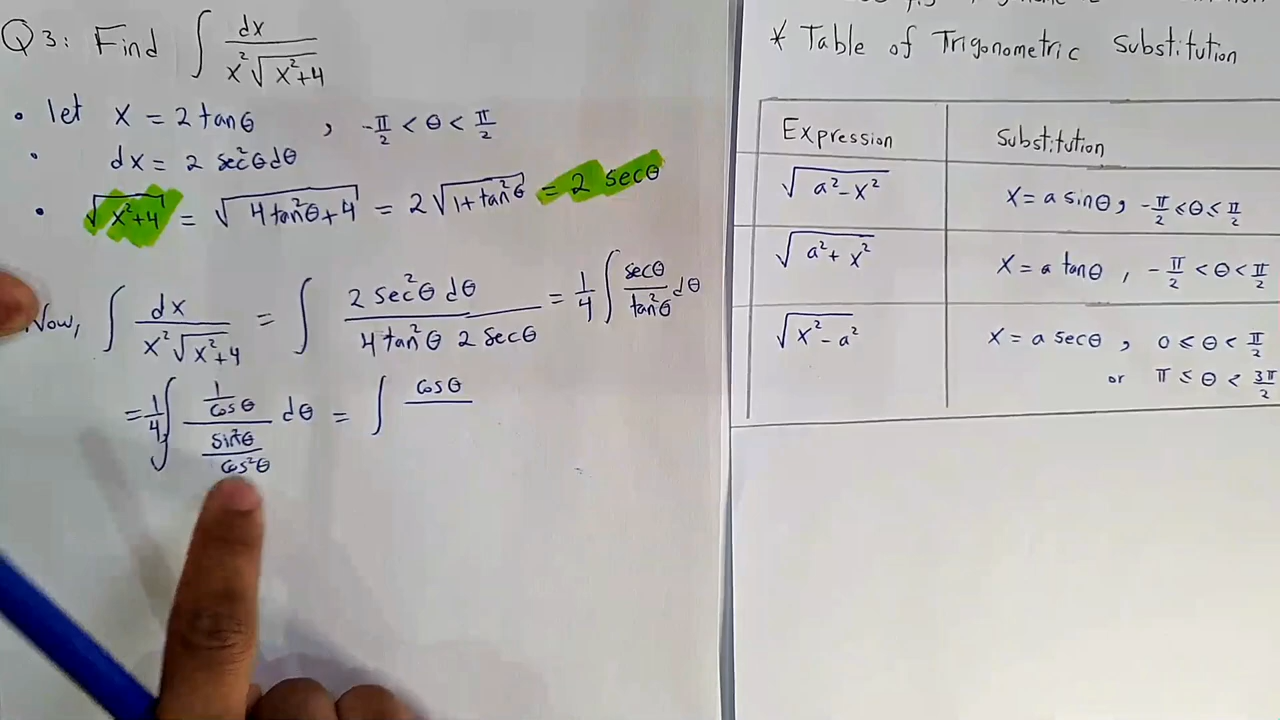 Q3: Find ∫ dx / x²√x²+4
• let x = 2 tanθ , -π/2 < θ < π/2
• dx = 2 sec²θ dθ
• √x²+4 = √4tan²θ+4 = 2√1+tan²θ = 2 secθ
Now, ∫ dx / x²√x²+4 = ∫ 2 sec²θ dθ / 4 tan²θ 2 secθ = 1/4 ∫ secθ / tan²θ dθ
= 1/4 ∫ (1/cosθ) / (sin²θ/cos²θ) dθ = ∫ cosθ
* Table of Trigonometric Substitution
Expression Substitution
√a²-x² x = a sinθ, -π/2 ≤ θ ≤ π/2
√a²+x² x = a tanθ , -π/2 < θ < π/2
√x²-a² x = a secθ , 0 ≤ θ < π/2
or π ≤ θ < 3π/2